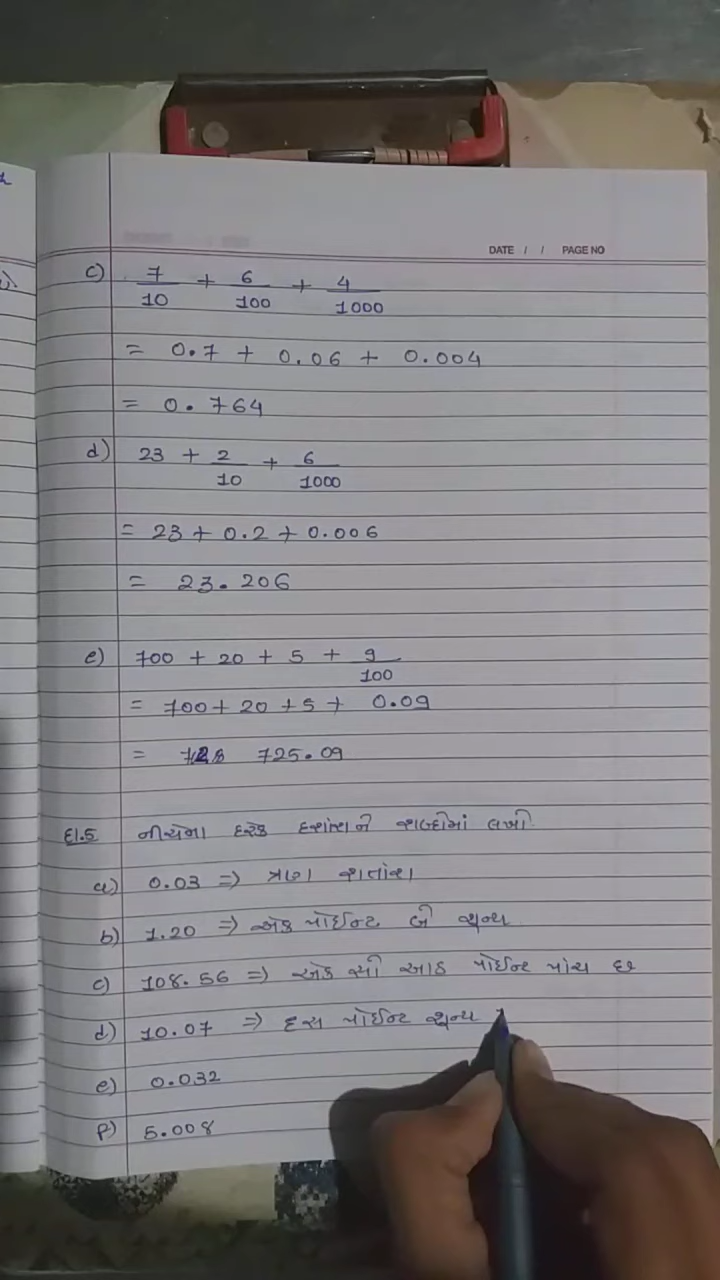 DATE / / PAGE NO
c) 7/10 + 6/100 + 4/1000
= 0.7 + 0.06 + 0.004
= 0.764
d) 23 + 2/10 + 6/1000
= 23 + 0.2 + 0.006
= 23.206
e) 700 + 20 + 5 + 9/100
= 700 + 20 + 5 + 0.09
= 725.09
દા.5 નીચેના દરેક દશાંશને શબ્દોમાં લખો
a) 0.03 => ત્રણ શતાંશ
b) 1.20 => એક પોઈન્ટ બે શૂન્ય
c) 108.56 => એક સો આઠ પોઈન્ટ પાંચ છ
d) 10.07 => દસ પોઈન્ટ શૂન્ય
e) 0.032
f) 5.008